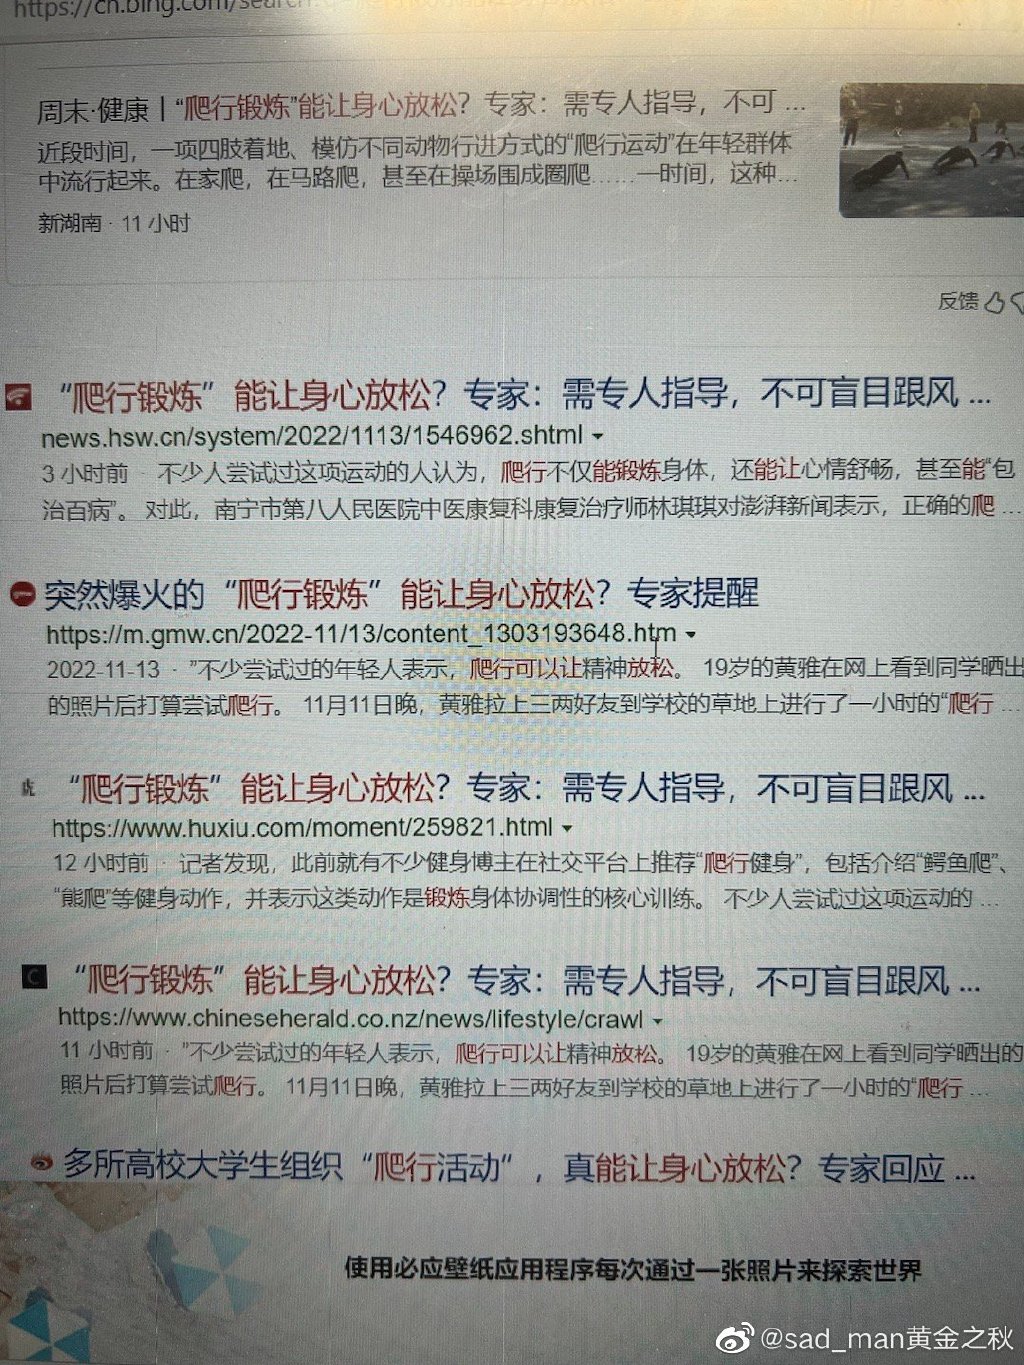 周末·健康 | “爬行锻炼”能让身心放松？专家：需专人指导，不可 ...
近段时间，一项四肢着地、模仿不同动物行进方式的“爬行运动”在年轻群体
中流行起来。在家爬，在马路爬，甚至在操场围成圈爬……一时间，这种...
新湖南 · 11 小时
反馈
“爬行锻炼”能让身心放松？专家：需专人指导，不可盲目跟风 ...
news.hsw.cn/system/2022/1113/1546962.shtml
3 小时前 · 不少人尝试过这项运动的人认为，爬行不仅能锻炼身体，还能让心情舒畅，甚至能“包
治百病”。 对此，南宁市第八人民医院中医康复科康复治疗师林琪琪对澎湃新闻表示，正确的爬 ...
突然爆火的“爬行锻炼”能让身心放松？专家提醒
https://m.gmw.cn/2022-11/13/content_1303193648.htm
2022-11-13 · "不少尝试过的年轻人表示，爬行可以让精神放松。 19岁的黄雅在网上看到同学晒出
的照片后打算尝试爬行。 11月11日晚，黄雅拉上三两好友到学校的草地上进行了一小时的“爬行 ...
虎
“爬行锻炼”能让身心放松？专家：需专人指导，不可盲目跟风 ...
https://www.huxiu.com/moment/259821.html
12 小时前 · 记者发现，此前就有不少健身博主在社交平台上推荐“爬行健身”，包括介绍“鳄鱼爬”、
“熊爬”等健身动作，并表示这类动作是锻炼身体协调性的核心训练。 不少人尝试过这项运动的 ...
C
“爬行锻炼”能让身心放松？专家：需专人指导，不可盲目跟风 ...
https://www.chineseherald.co.nz/news/lifestyle/crawl
11 小时前 · "不少尝试过的年轻人表示，爬行可以让精神放松。 19岁的黄雅在网上看到同学晒出的
照片后打算尝试爬行。 11月11日晚，黄雅拉上三两好友到学校的草地上进行了一小时的“爬行 ...
多所高校大学生组织“爬行活动”，真能让身心放松？专家回应 ...
使用必应壁纸应用程序每次通过一张照片来探索世界
@sad_man黄金之秋